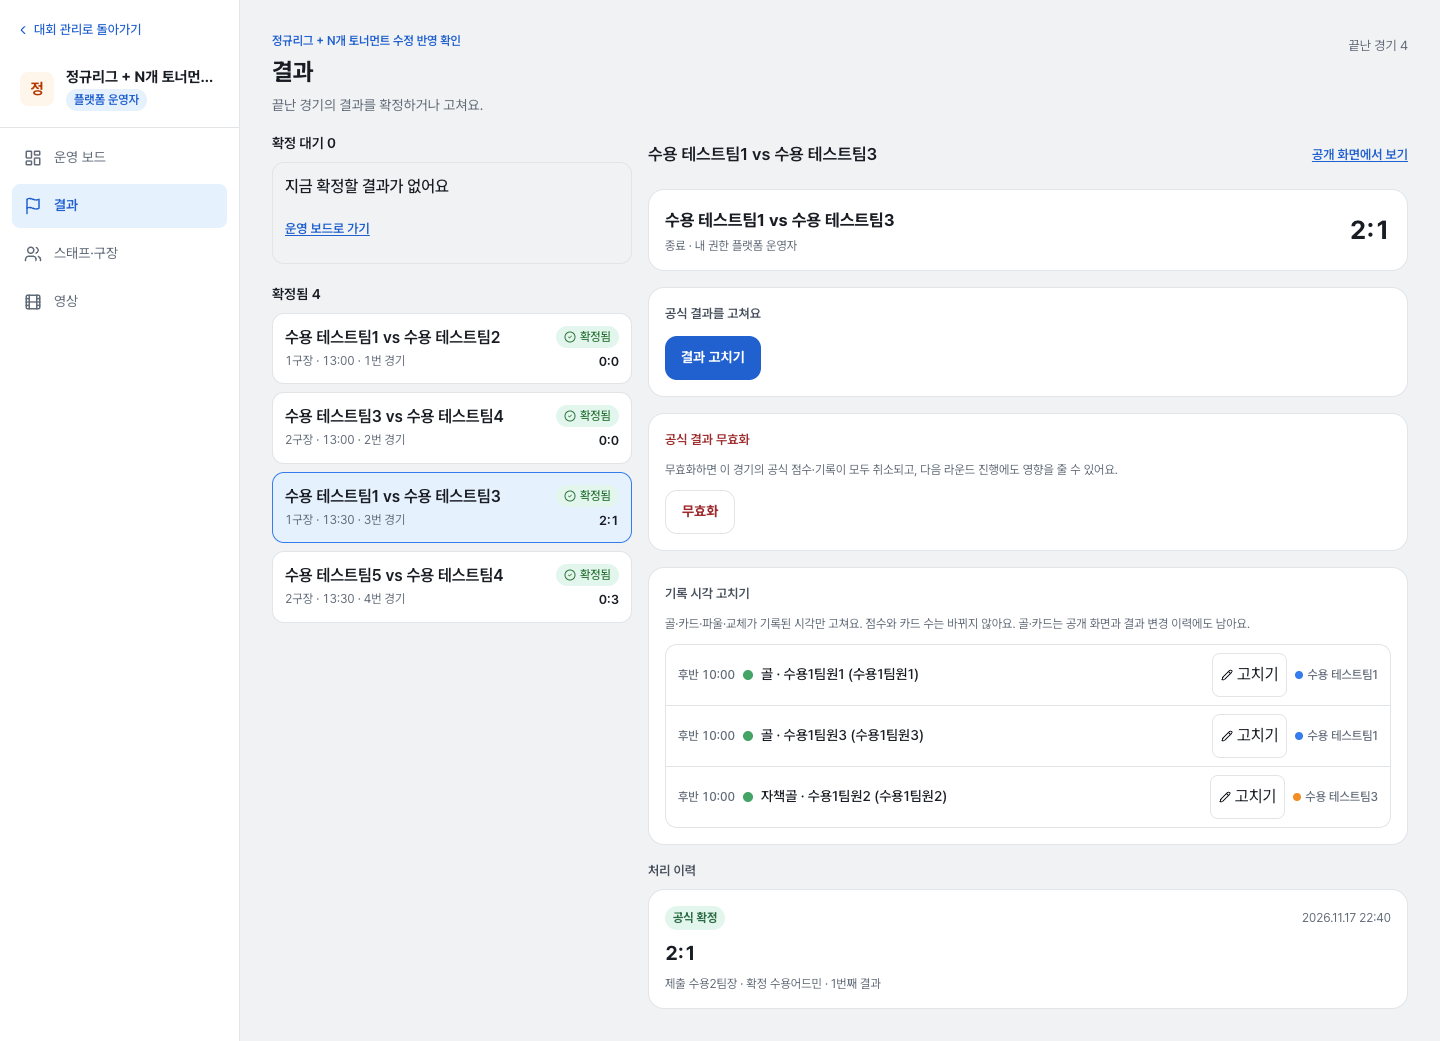 대회 관리로 돌아가기
정
정규리그 + N개 토너먼...
플랫폼 운영자
운영 보드
결과
스태프·구장
영상
정규리그 + N개 토너먼트 수정 반영 확인
결과
끝난 경기의 결과를 확정하거나 고쳐요.
끝난 경기 4
확정 대기 0
지금 확정할 결과가 없어요
운영 보드로 가기
확정됨 4
수용 테스트팀1 vs 수용 테스트팀2 확정됨
1구장 · 13:00 · 1번 경기 0:0
수용 테스트팀3 vs 수용 테스트팀4 확정됨
2구장 · 13:00 · 2번 경기 0:0
수용 테스트팀1 vs 수용 테스트팀3 확정됨
1구장 · 13:30 · 3번 경기 2:1
수용 테스트팀5 vs 수용 테스트팀4 확정됨
2구장 · 13:30 · 4번 경기 0:3
수용 테스트팀1 vs 수용 테스트팀3 공개 화면에서 보기
수용 테스트팀1 vs 수용 테스트팀3
종료 · 내 권한 플랫폼 운영자
2:1
공식 결과를 고쳐요
결과 고치기
공식 결과 무효화
무효화하면 이 경기의 공식 점수·기록이 모두 취소되고, 다음 라운드 진행에도 영향을 줄 수 있어요.
무효화
기록 시각 고치기
골·카드·파울·교체가 기록된 시각만 고쳐요. 점수와 카드 수는 바뀌지 않아요. 골·카드는 공개 화면과 결과 변경 이력에도 남아요.
후반 10:00 골 · 수용1팀원1 (수용1팀원1) 고치기 수용 테스트팀1
후반 10:00 골 · 수용1팀원3 (수용1팀원3) 고치기 수용 테스트팀1
후반 10:00 자책골 · 수용1팀원2 (수용1팀원2) 고치기 수용 테스트팀3
처리 이력
공식 확정 2026.11.17 22:40
2:1
제출 수용2팀장 · 확정 수용어드민 · 1번째 결과